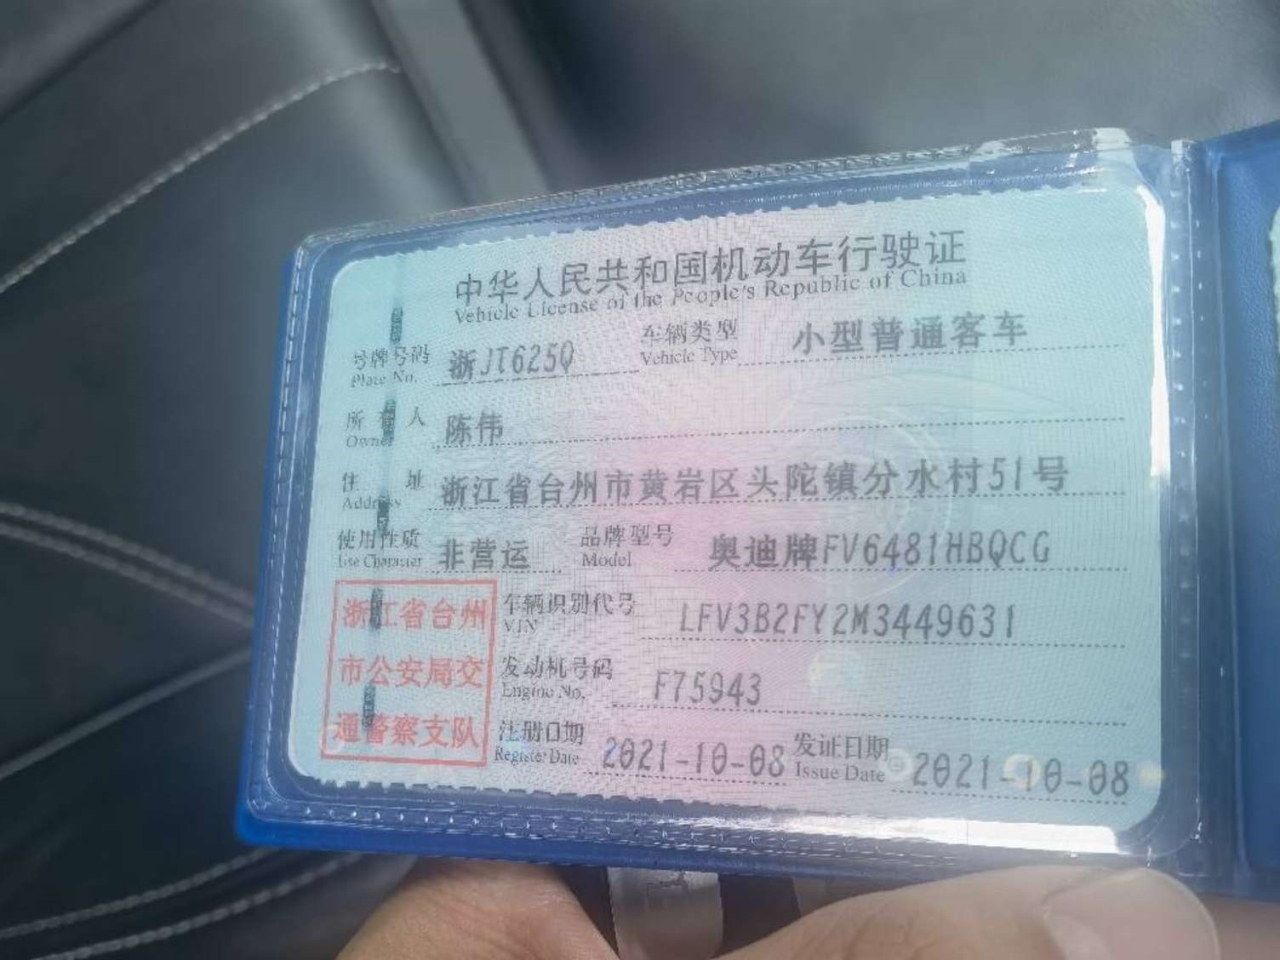 中华人民共和国机动车行驶证
Vehicle License of the People's Republic of China
号牌号码 浙JT625Q 车辆类型 小型普通客车
Plate No. Vehicle Type
所有人 陈伟
Owner
住址 浙江省台州市黄岩区头陀镇分水村51号
Address
使用性质 非营运 品牌型号 奥迪牌FV6481HBQCG
Use Character Model
浙江省台州 车辆识别代号 LFV3B2FY2M3449631
VIN
市公安局交 发动机号码 F75943
Engine No.
通警察支队 注册日期 2021-10-08 发证日期 2021-10-08
Register Date Issue Date